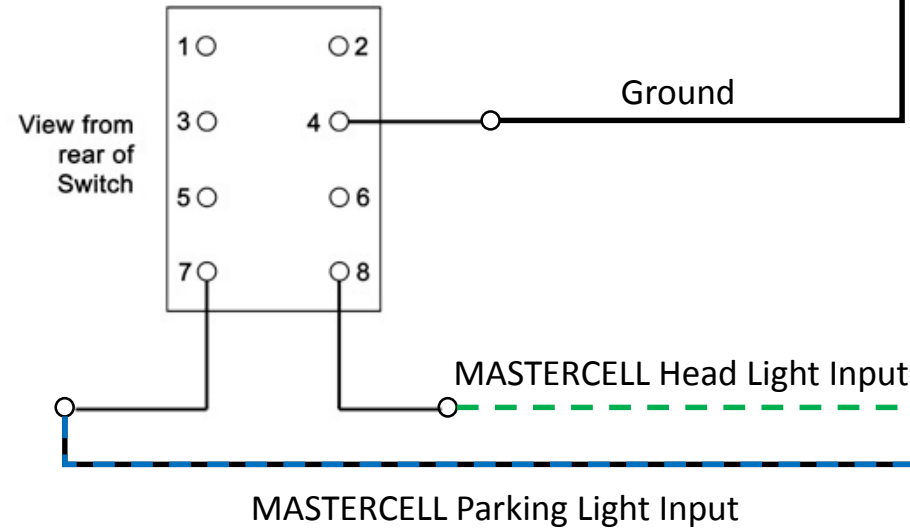 1
2
Ground
View from
rear of
Switch
3
4
5
6
7
8
MASTERCELL Head Light Input
MASTERCELL Parking Light Input